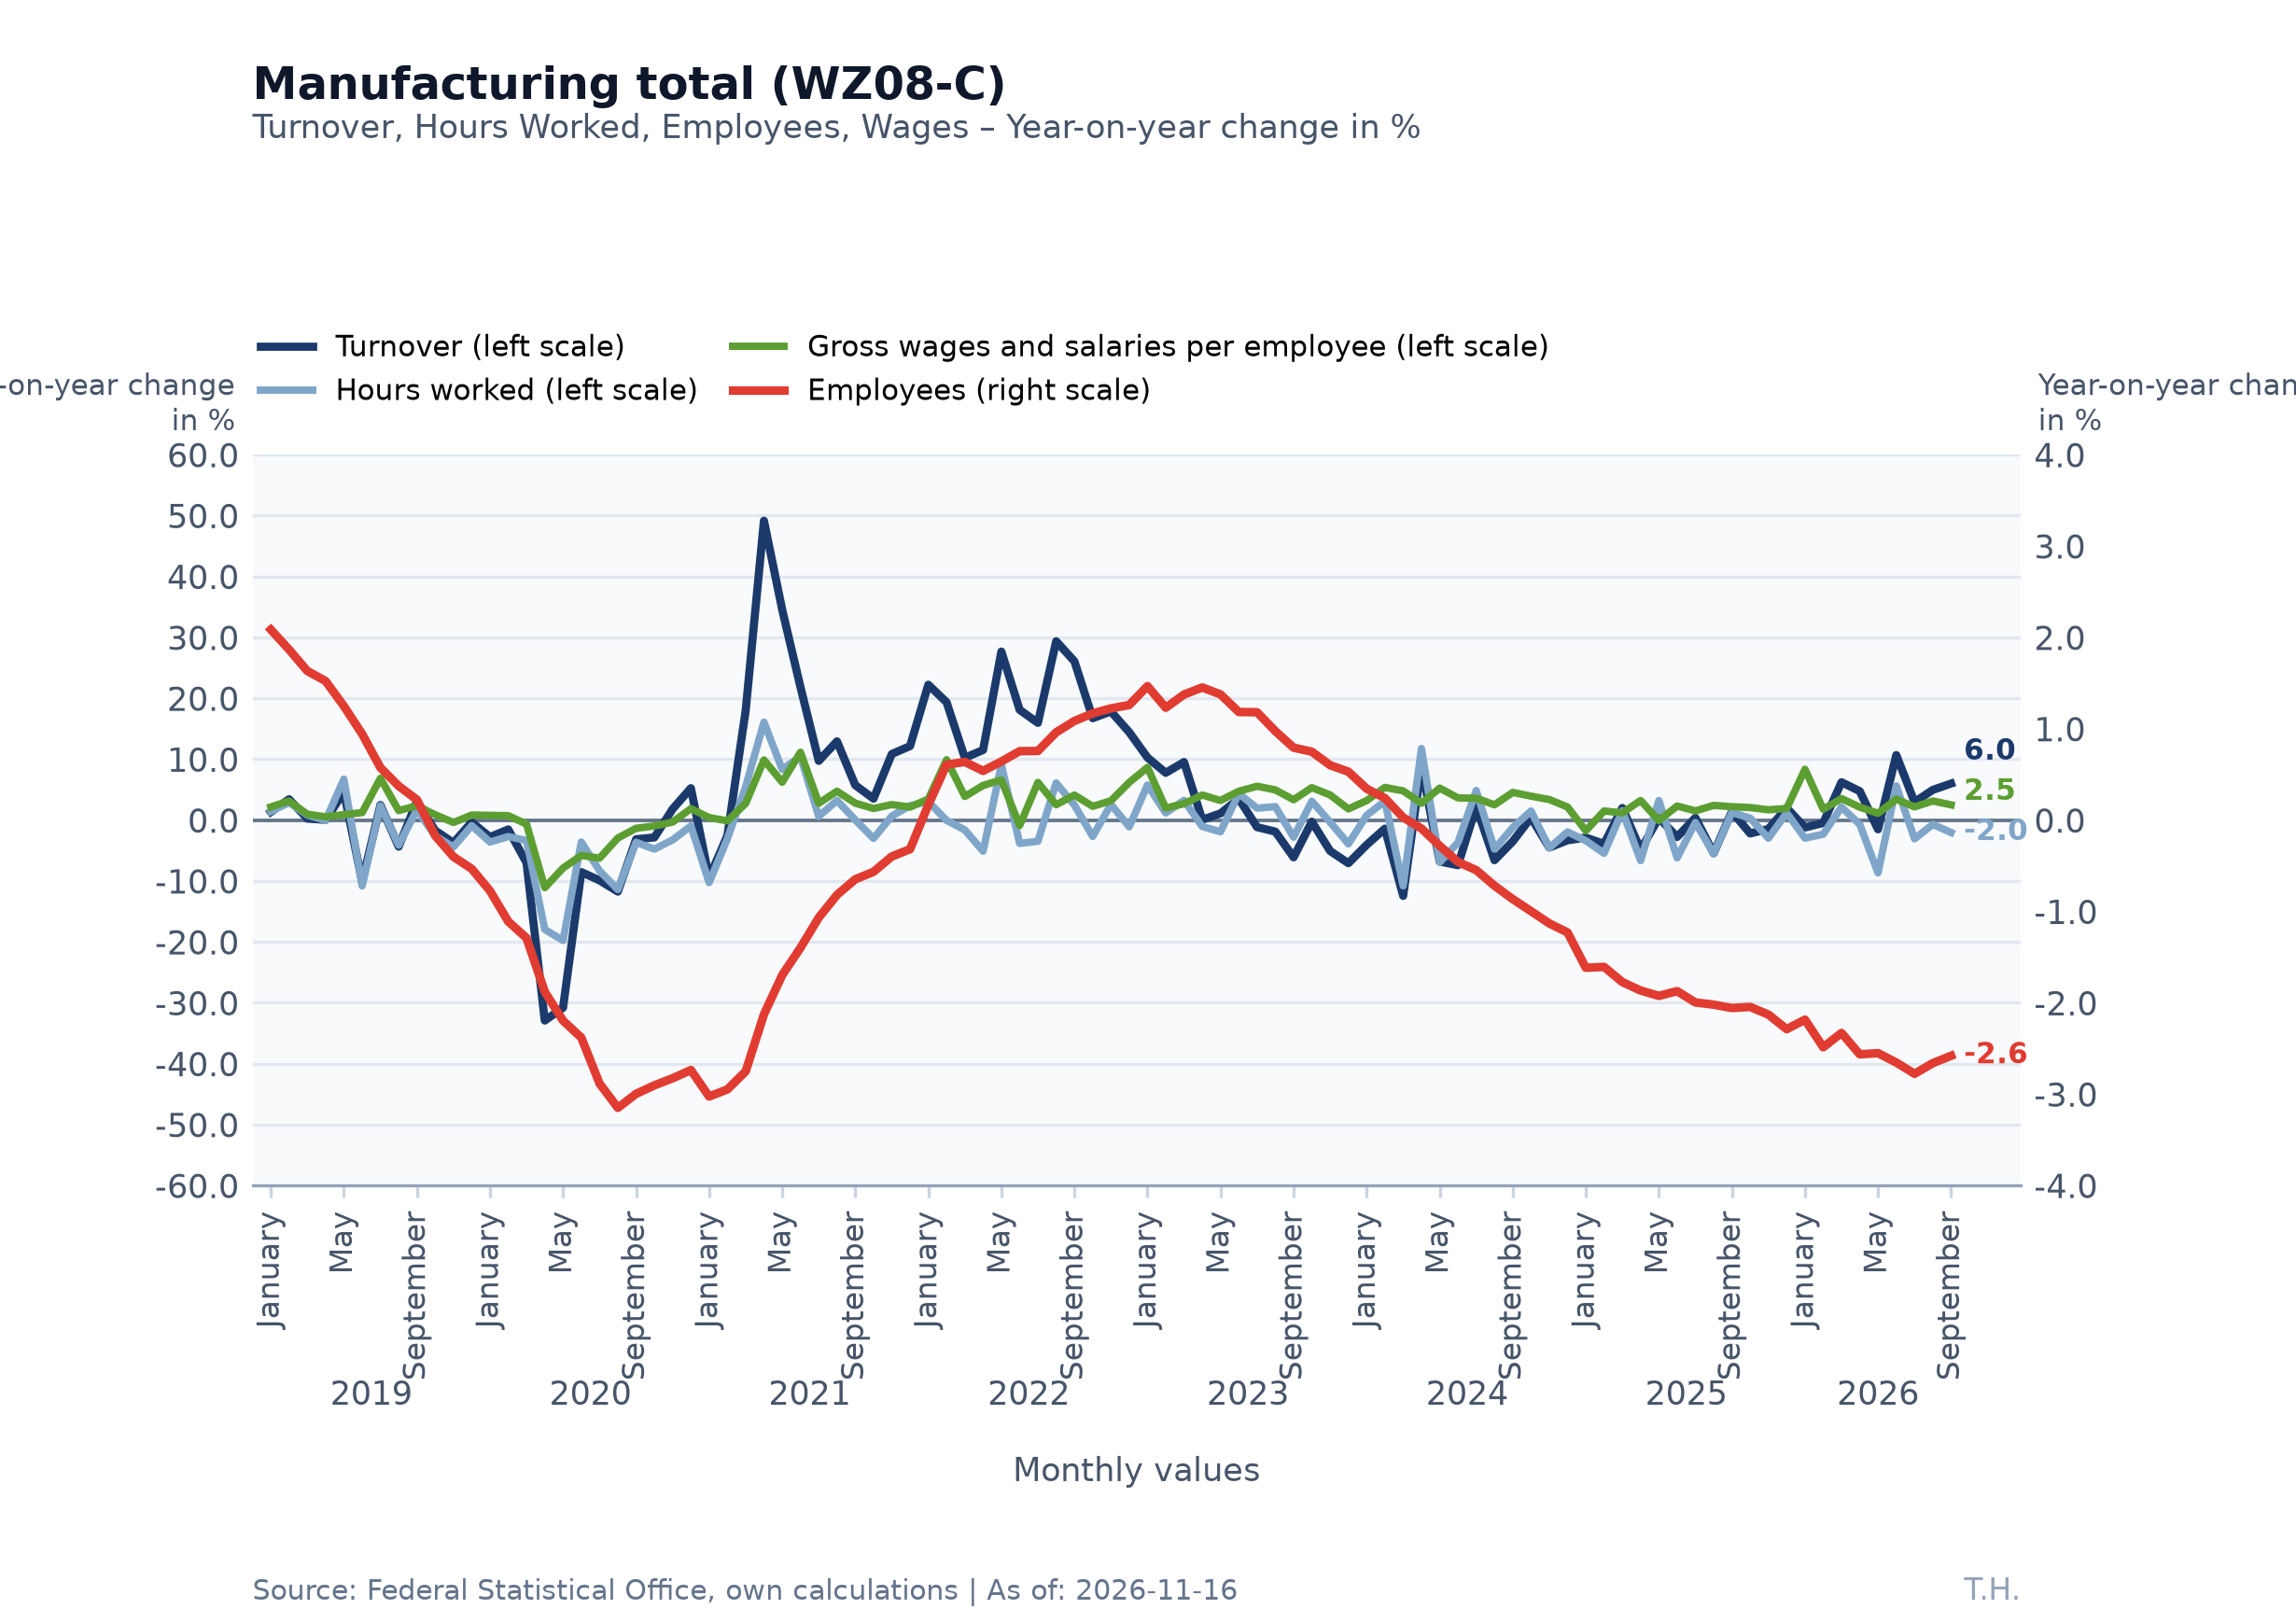 Manufacturing total (WZ08-C)
Turnover, Hours Worked, Employees, Wages – Year-on-year change in %
Turnover (left scale)
Gross wages and salaries per employee (left scale)
Hours worked (left scale)
Employees (right scale)
-on-year change
in %
Year-on-year chan
in %
60.0
50.0
40.0
30.0
20.0
10.0
0.0
-10.0
-20.0
-30.0
-40.0
-50.0
-60.0
4.0
3.0
2.0
1.0
0.0
-1.0
-2.0
-3.0
-4.0
6.0
2.5
-2.0
-2.6
January
May
September
January
May
September
January
May
September
January
May
September
January
May
September
January
May
September
January
May
September
January
May
September
2019
2020
2021
2022
2023
2024
2025
2026
Monthly values
Source: Federal Statistical Office, own calculations | As of: 2026-11-16
T.H.